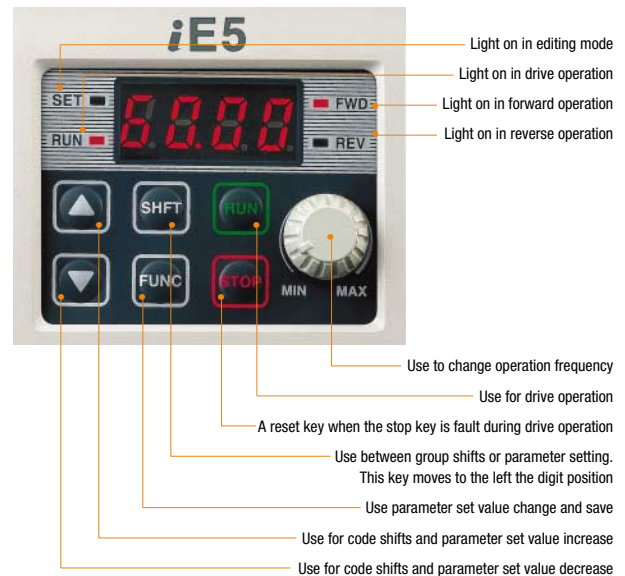 iE5
Light on in editing mode
Light on in drive operation
SET
60.00
FWD
Light on in forward operation
RUN
REV
Light on in reverse operation
SHFT
RUN
FUNC
STOP
MIN
MAX
Use to change operation frequency
Use for drive operation
A reset key when the stop key is fault during drive operation
Use between group shifts or parameter setting.
This key moves to the left the digit position
Use parameter set value change and save
Use for code shifts and parameter set value increase
Use for code shifts and parameter set value decrease